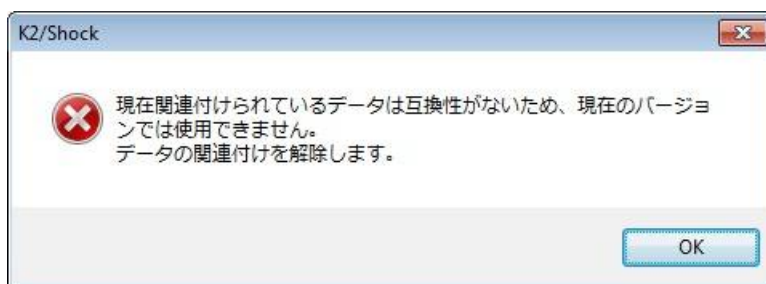 K2/Shock
現在関連付けられているデータは互換性がないため、現在のバージョ
ンでは使用できません。
データの関連付けを解除します。
OK